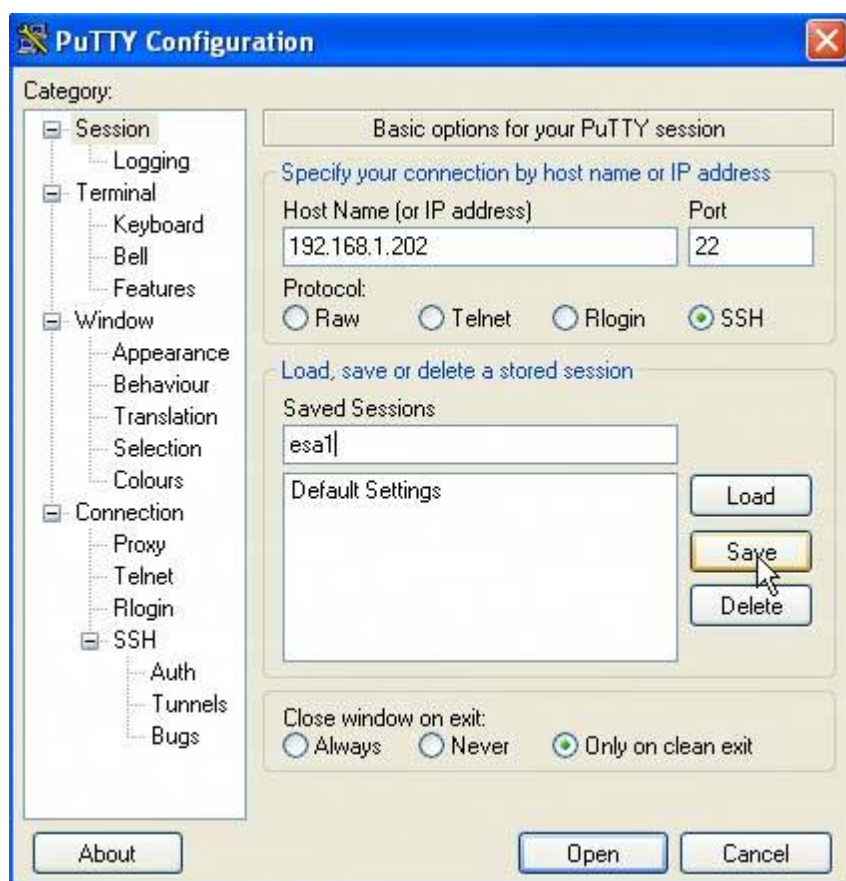 PuTTY Configuration
Category:
Session
Logging
Terminal
Keyboard
Bell
Features
Window
Appearance
Behaviour
Translation
Selection
Colours
Connection
Proxy
Telnet
Rlogin
SSH
Auth
Tunnels
Bugs
Basic options for your PuTTY session
Specify your connection by host name or IP address
Host Name (or IP address) Port
192.168.1.202 22
Protocol:
Raw Telnet Rlogin SSH
Load, save or delete a stored session
Saved Sessions
esa1
Default Settings
Load
Save
Delete
Close window on exit:
Always Never Only on clean exit
About Open Cancel